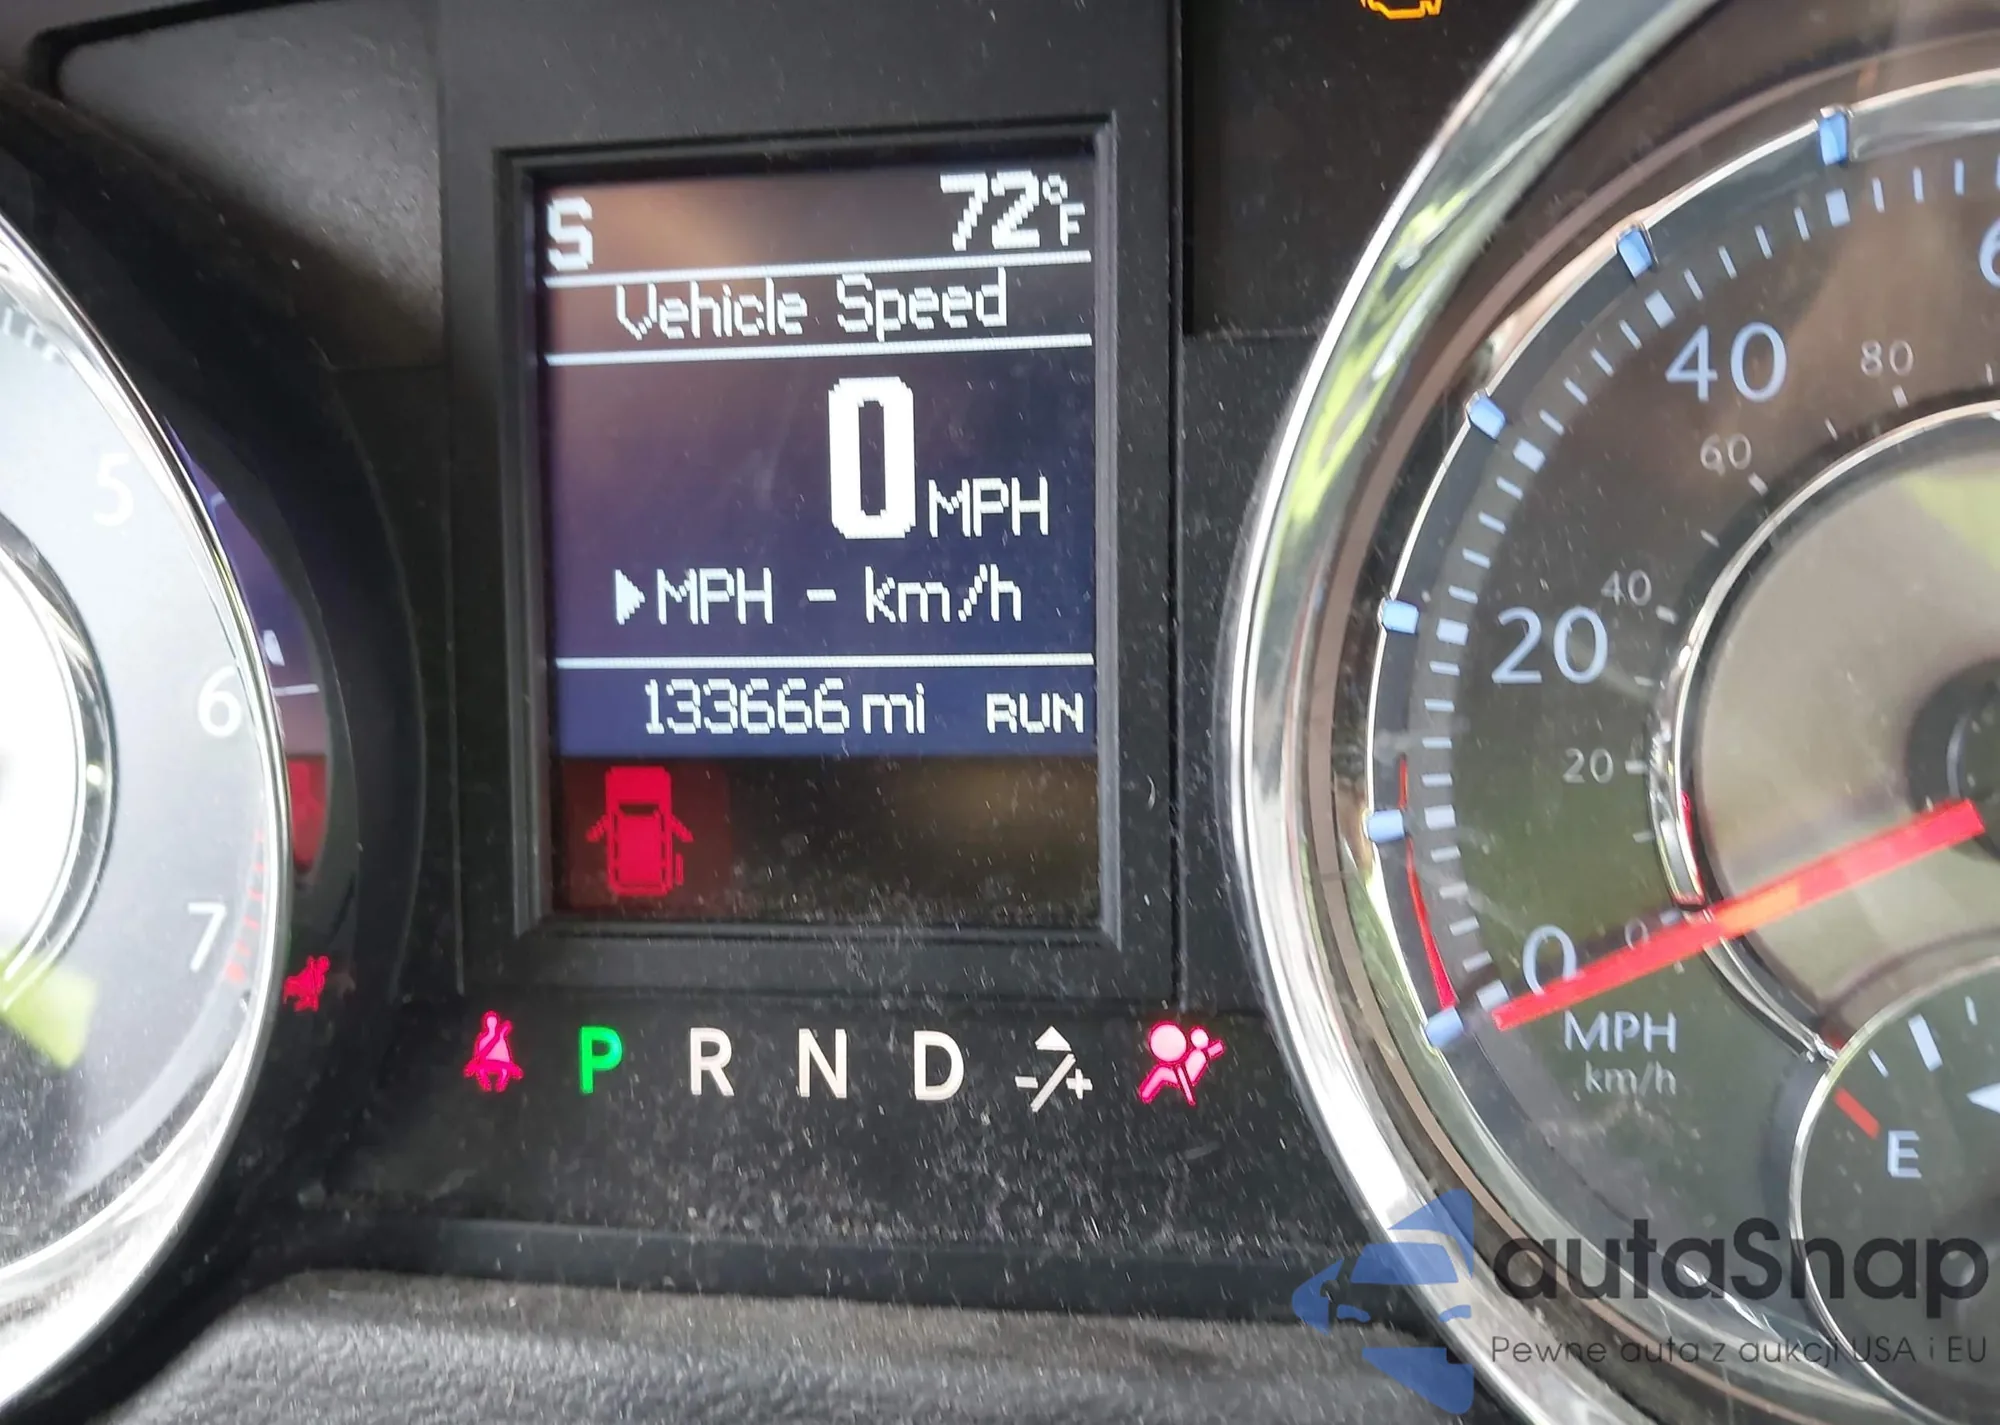 S 72°F
Vehicle Speed
0 MPH
▶MPH - km/h
133666 mi RUN
P R N D -/+
5
6
7
40
80
60
20
40
20
0
0
MPH
km/h
E
autaSnap
Pewne auta z aukcji USA i EU